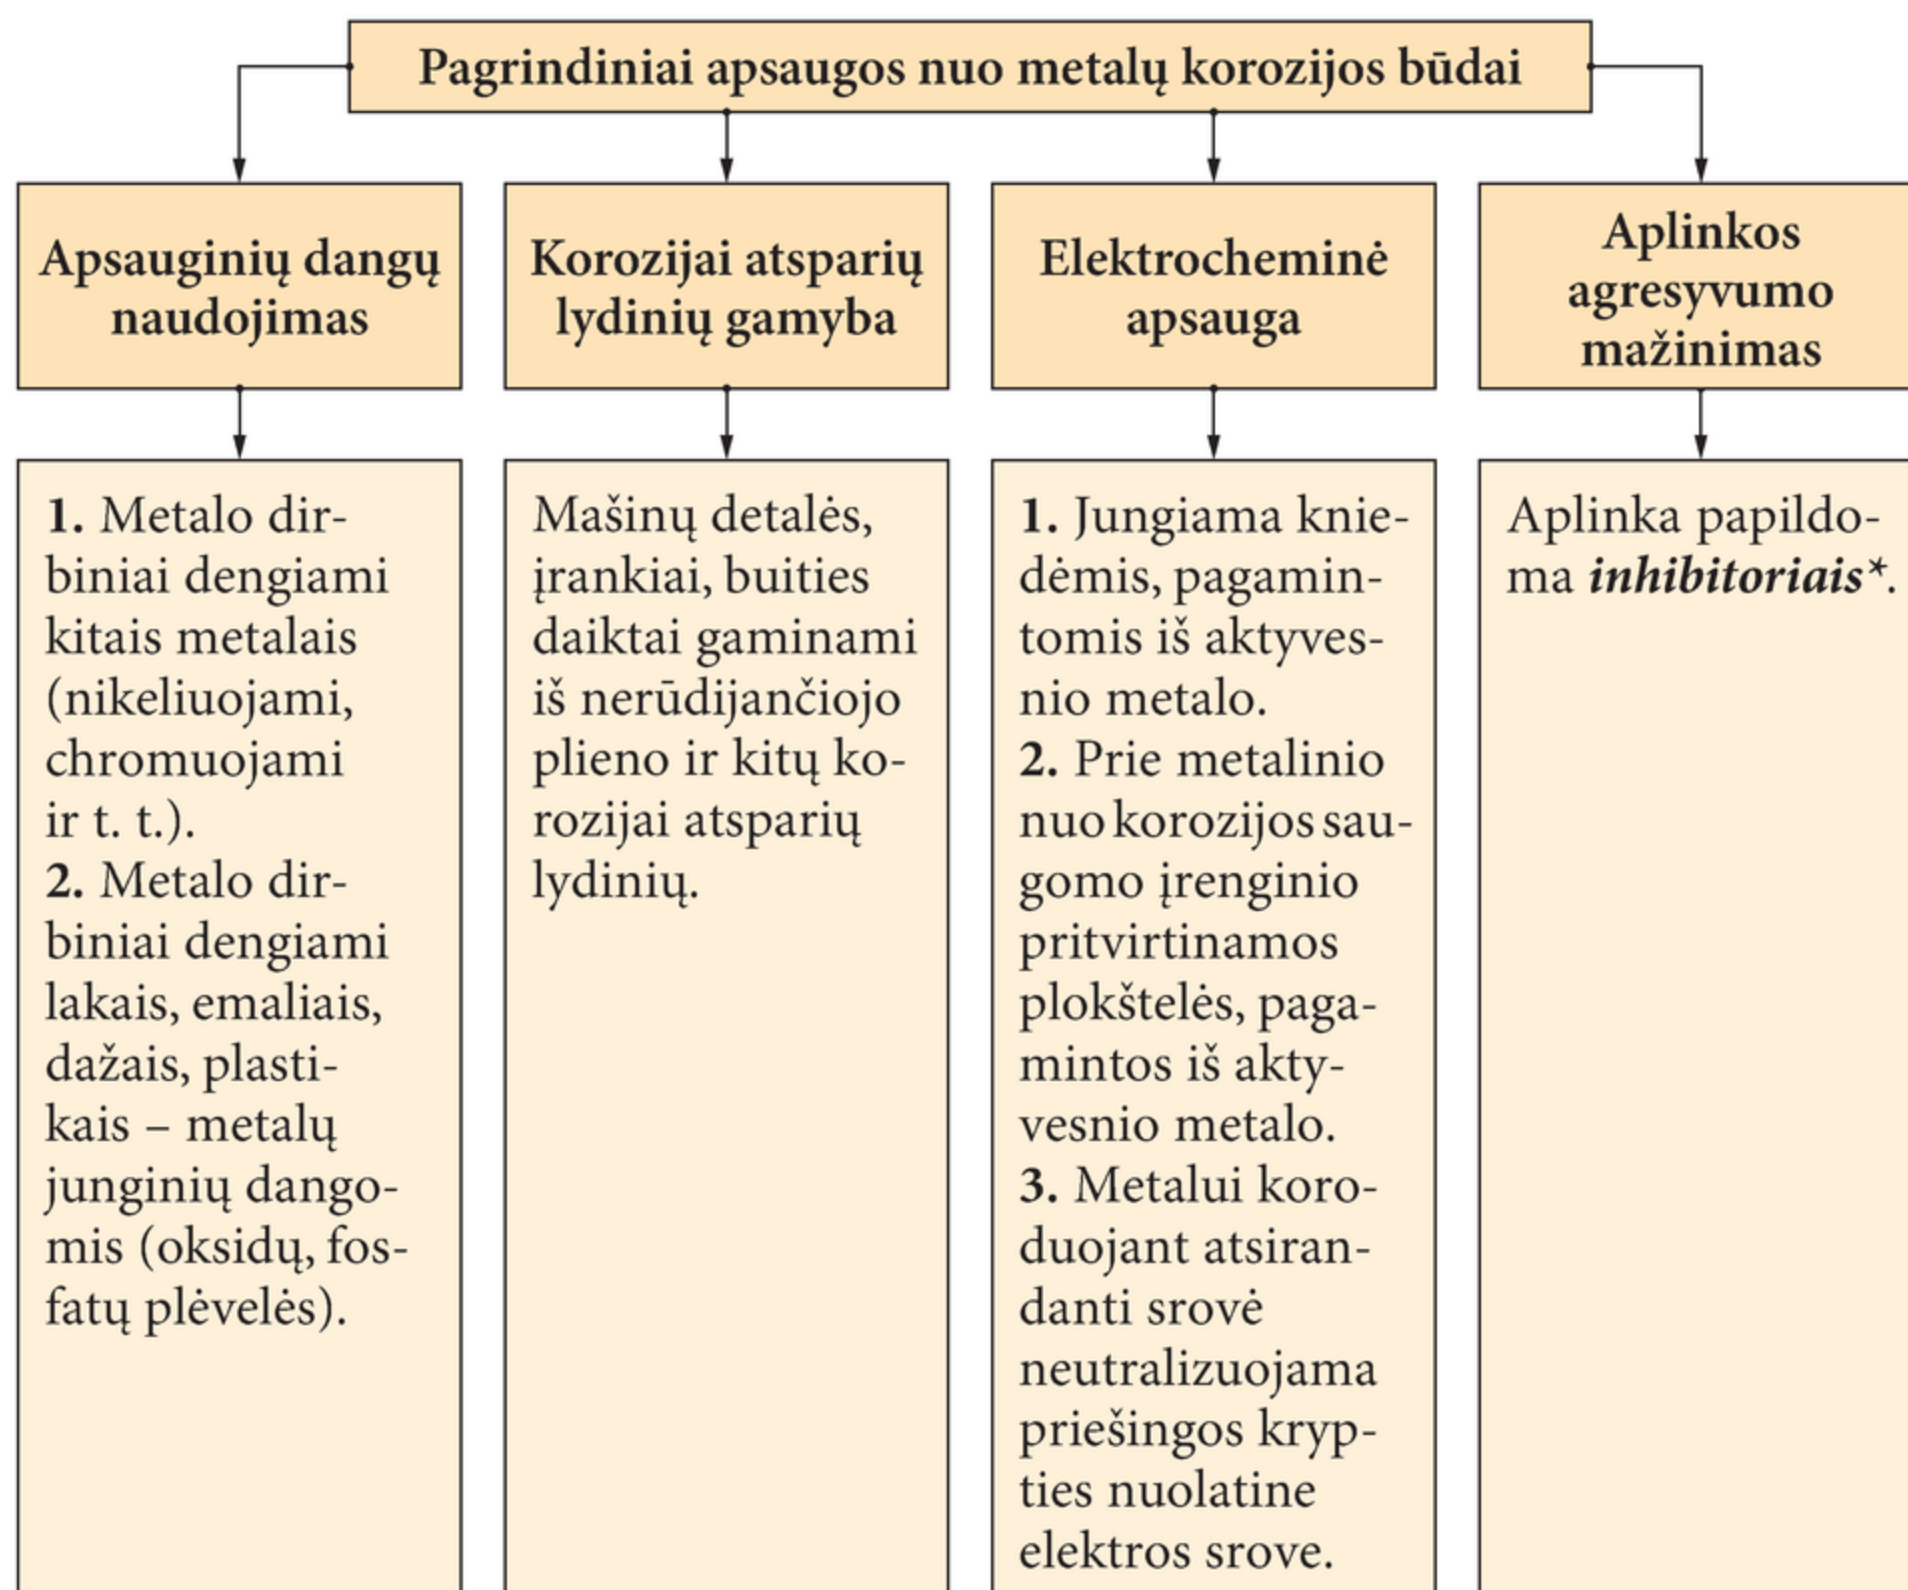 Pagrindiniai apsaugos nuo metalų korozijos būdai
Apsauginių dangų
naudojimas
Korozijai atsparių
lydinių gamyba
Elektrocheminė
apsauga
Aplinkos
agresyvumo
mažinimas
1. Metalo dir-
biniai dengiami
kitais metalais
(nikeliuojami,
chromuojami
ir t. t.).
2. Metalo dir-
biniai dengiami
lakais, emaliais,
dažais, plasti-
kais – metalų
junginių dango-
mis (oksidų, fos-
fatų plėvelės).
Mašinų detalės,
įrankiai, buities
daiktai gaminami
iš nerūdijančiojo
plieno ir kitų ko-
rozijai atsparių
lydinių.
1. Jungiama knie-
dėmis, pagamin-
tomis iš aktyves-
nio metalo.
2. Prie metalinio
nuo korozijos sau-
gomo įrenginio
pritvirtinamos
plokštelės, paga-
mintos iš akty-
vesnio metalo.
3. Metalui koro-
duojant atsiran-
danti srovė
neutralizuojama
priešingos kryp-
ties nuolatine
elektros srove.
Aplinka papildo-
ma inhibitoriais*.